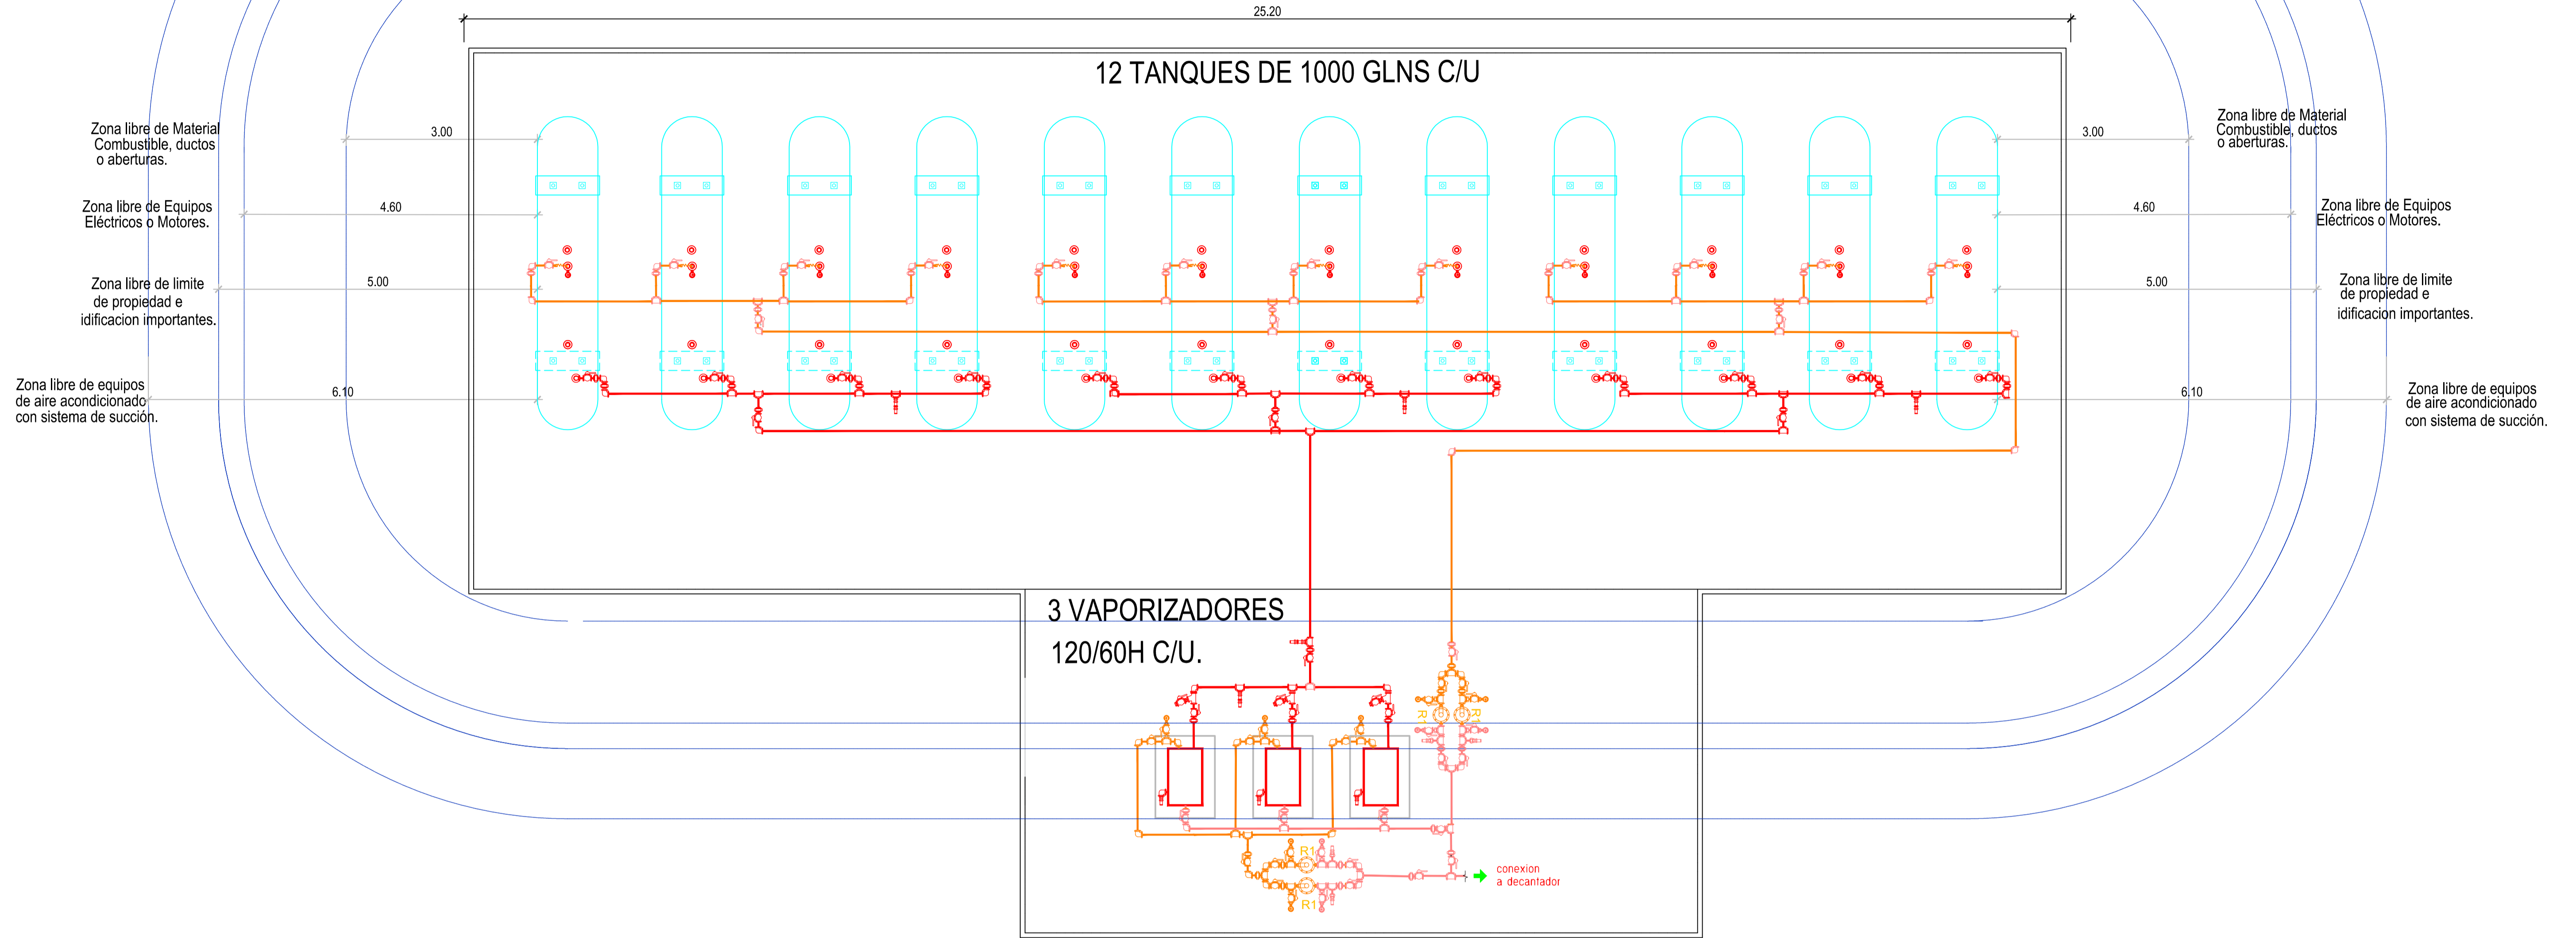 25.20
12 TANQUES DE 1000 GLNS C/U
Zona libre de Material
Combustible, ductos
o aberturas.
3.00
3.00
Zona libre de Material
Combustible, ductos
o aberturas.
Zona libre de Equipos
Eléctricos o Motores.
4.60
4.60
Zona libre de Equipos
Eléctricos o Motores.
Zona libre de limite
de propiedad e
idificacion importantes.
5.00
5.00
Zona libre de limite
de propiedad e
idificacion importantes.
Zona libre de equipos
de aire acondicionado
con sistema de succión.
6.10
6.10
Zona libre de equipos
de aire acondicionado
con sistema de succión.
3 VAPORIZADORES
120/60H C/U.
R1
R1
R1
R1
conexion
a decantador